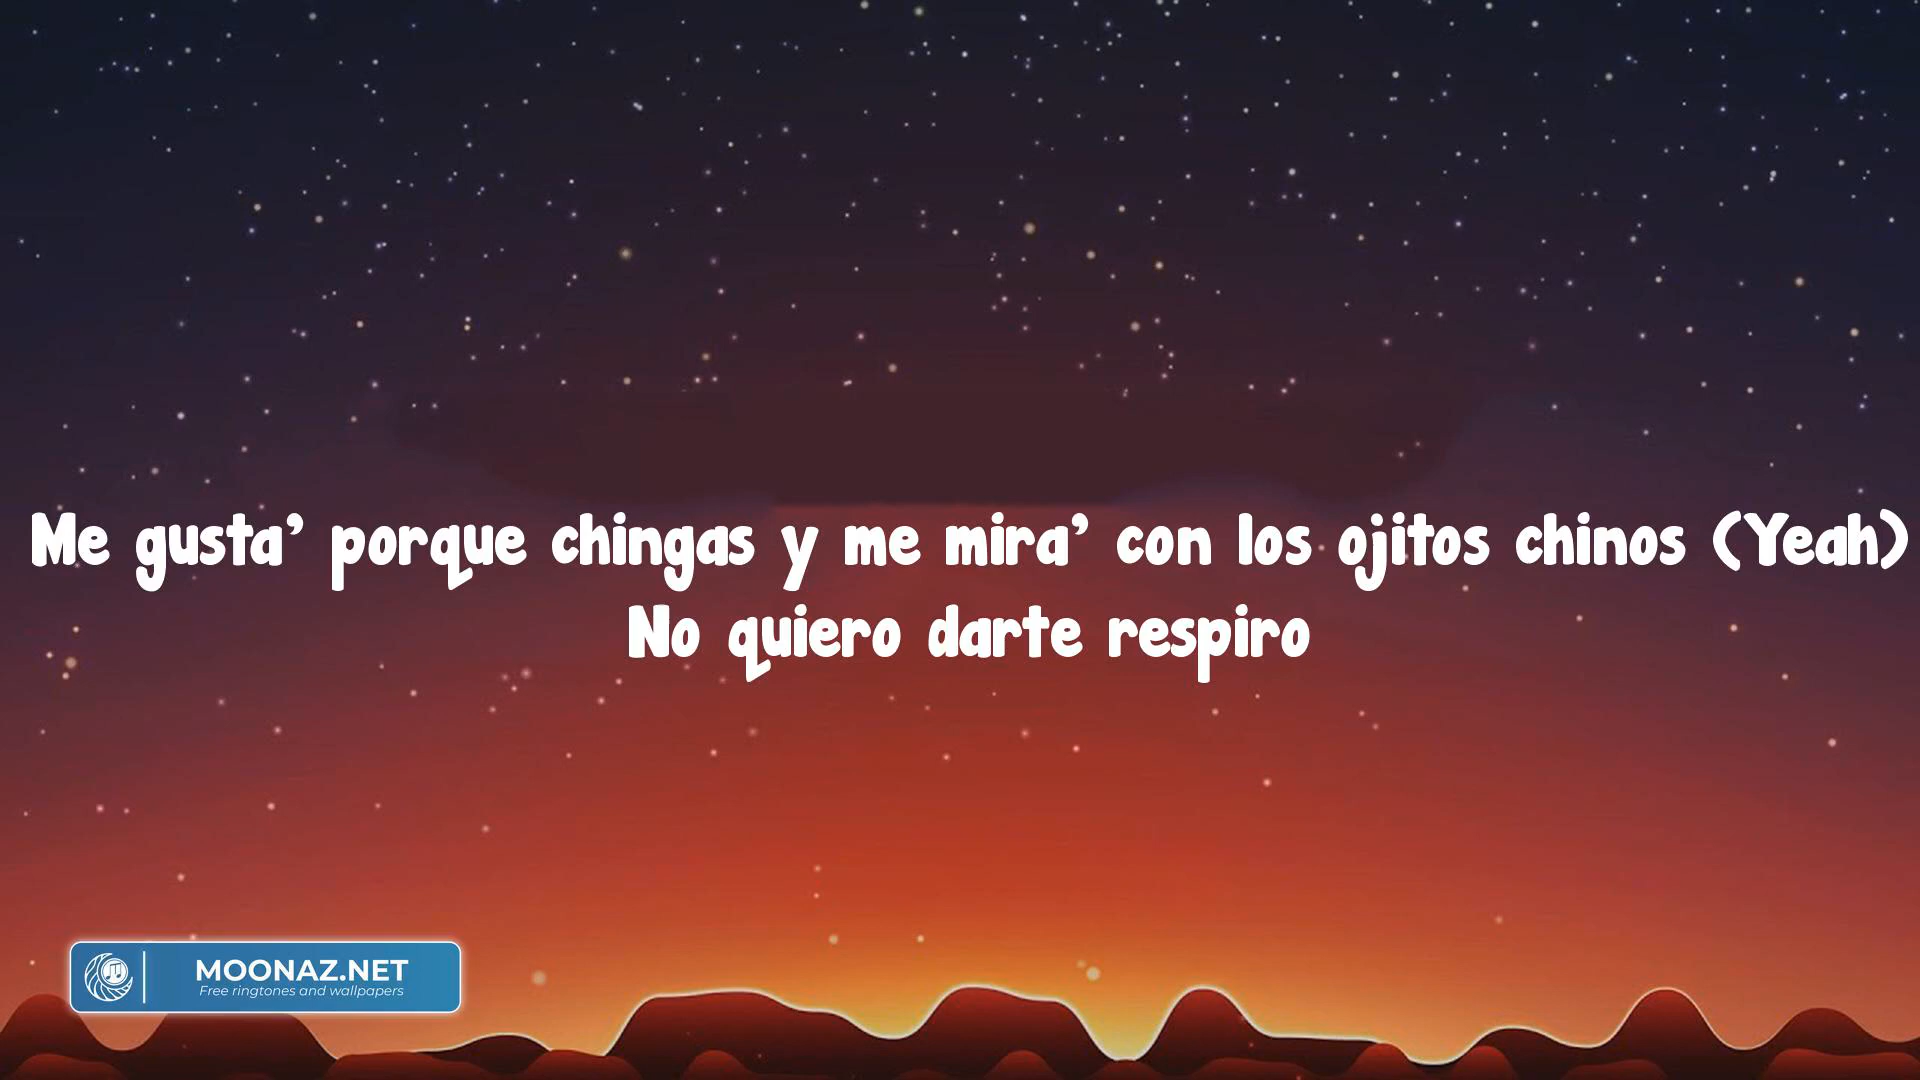 Me gusta' porque chingas y me mira' con los ojitos chinos (Yeah)
No quiero darte respiro
MOONAZ.NET
Free ringtones and wallpapers